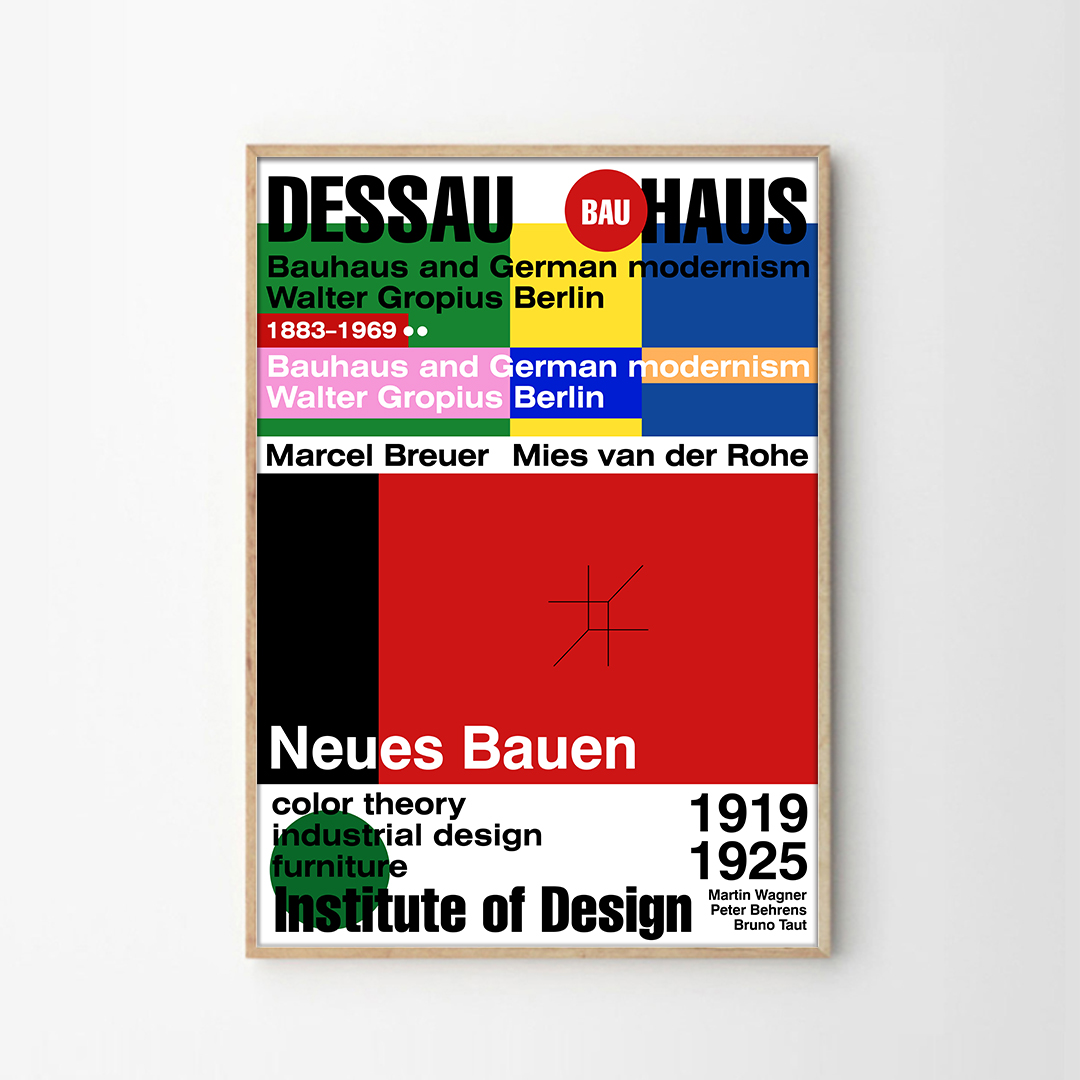 DESSAU BAU HAUS
Bauhaus and German modernism
Walter Gropius Berlin
1883–1969
Bauhaus and German modernism
Walter Gropius Berlin
Marcel Breuer Mies van der Rohe
Neues Bauen
color theory
industrial design
furniture
Institute of Design
1919
1925
Martin Wagner
Peter Behrens
Bruno Taut